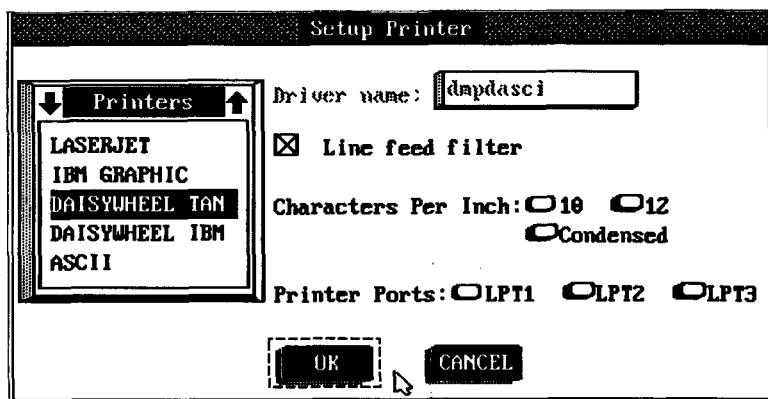 Setup Printer
Printers
LASERJET
IBM GRAPHIC
DAISYWHEEL TAN
DAISYWHEEL IBM
ASCII
Driver name: dmpdasci
Line feed filter
Characters Per Inch: 10 12
Condensed
Printer Ports: LPT1 LPT2 LPT3
OK CANCEL